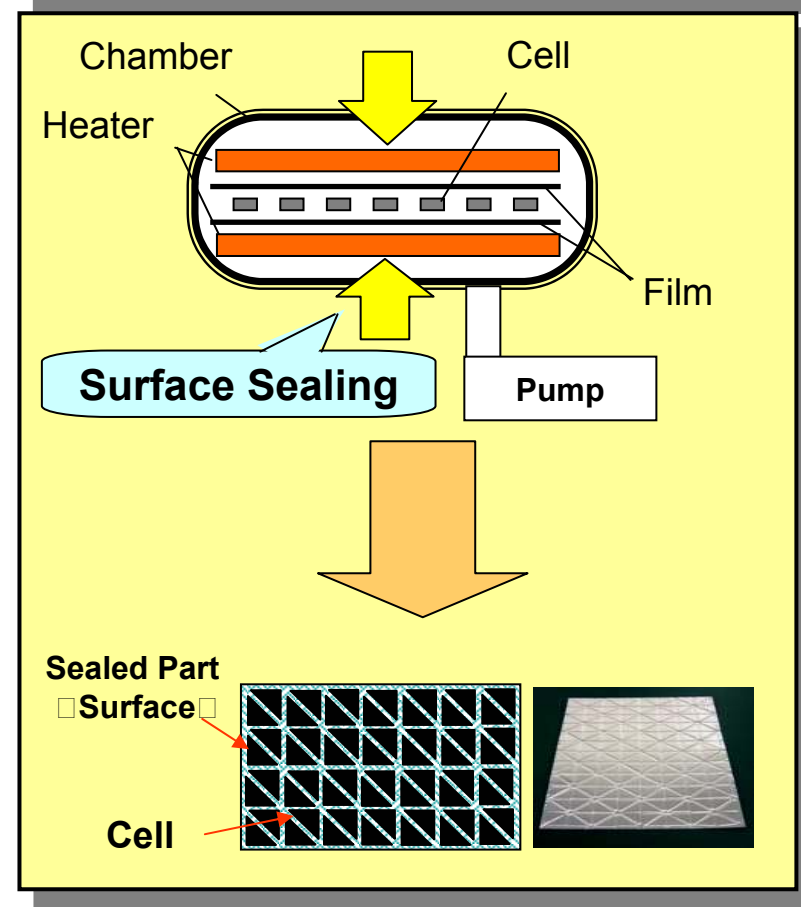 Chamber
Cell
Heater
Film
Surface Sealing
Pump
Sealed Part
□Surface□
Cell